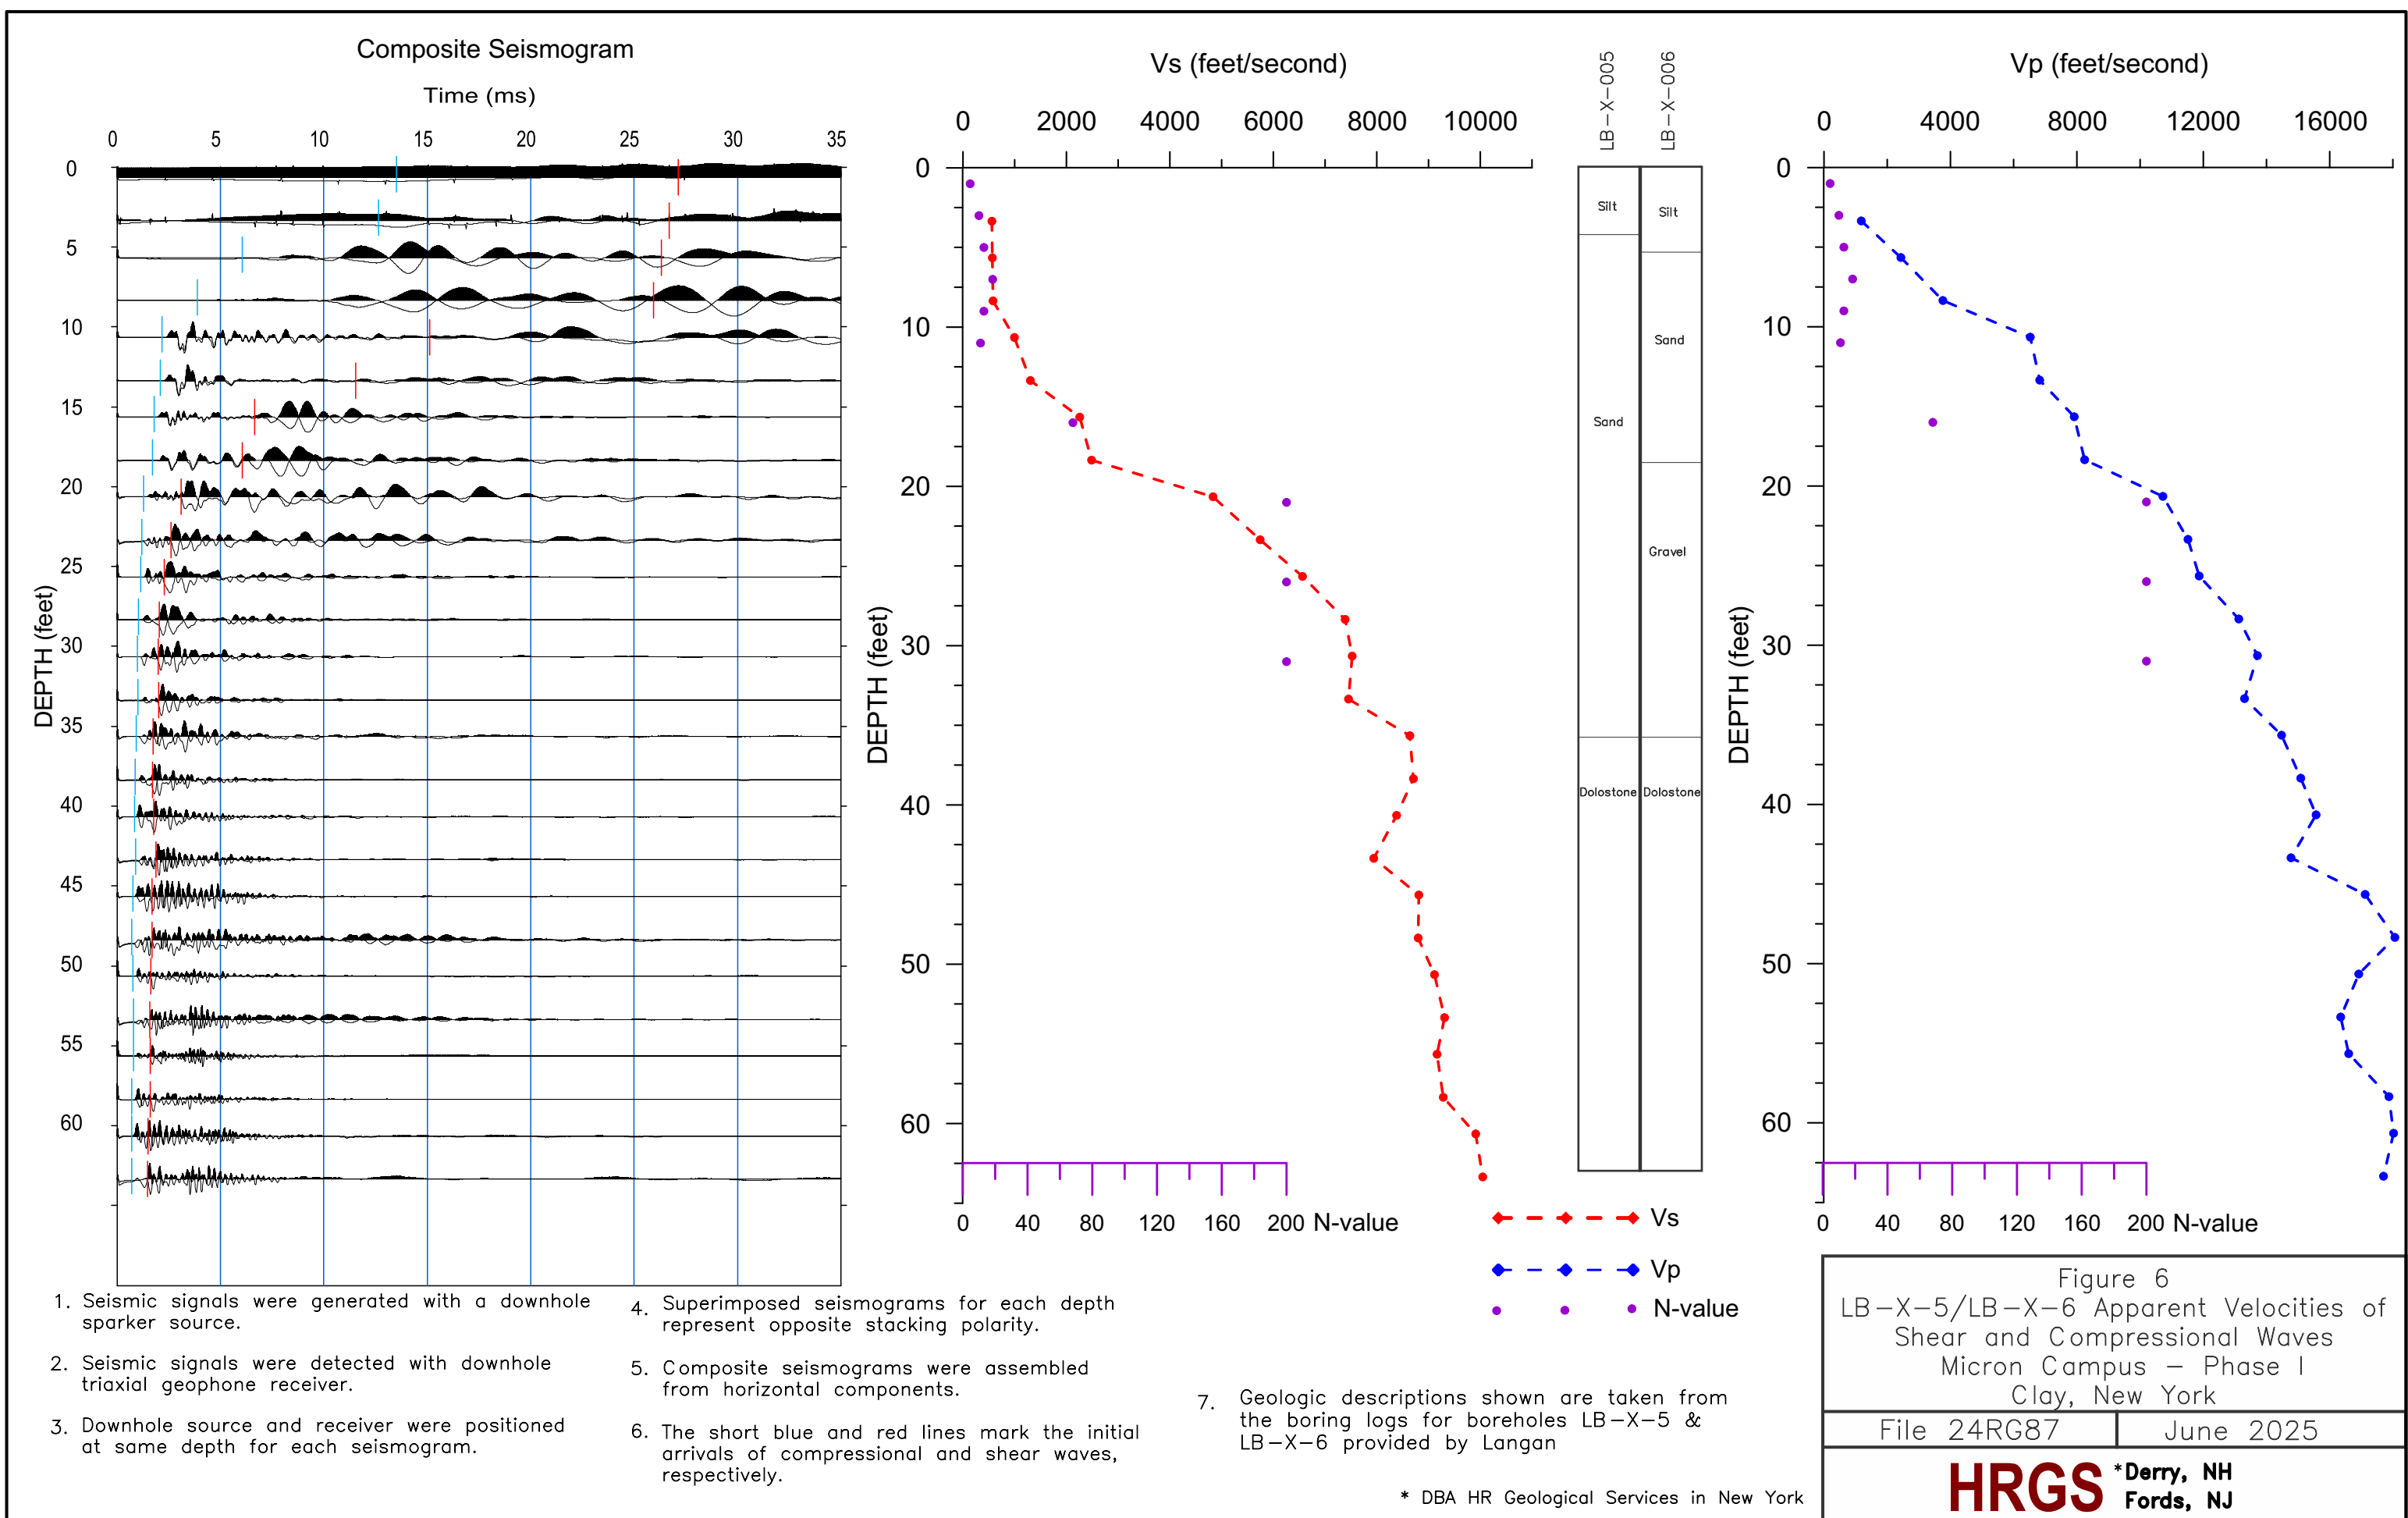 Composite Seismogram
Time (ms)
0 5 10 15 20 25 30 35
0
5
10
15
20
25
30
35
40
45
50
55
60
DEPTH (feet)
Vs (feet/second)
0 2000 4000 6000 8000 10000
0
10
20
30
40
50
60
DEPTH (feet)
0 40 80 120 160 200 N-value
LB-X-005
LB-X-006
Silt
Silt
Sand
Sand
Gravel
Dolostone
Dolostone
Vp (feet/second)
0 4000 8000 12000 16000
0
10
20
30
40
50
60
DEPTH (feet)
0 40 80 120 160 200 N-value
Vs
Vp
N-value
1. Seismic signals were generated with a downhole
sparker source.
2. Seismic signals were detected with downhole
triaxial geophone receiver.
3. Downhole source and receiver were positioned
at same depth for each seismogram.
4. Superimposed seismograms for each depth
represent opposite stacking polarity.
5. Composite seismograms were assembled
from horizontal components.
6. The short blue and red lines mark the initial
arrivals of compressional and shear waves,
respectively.
7. Geologic descriptions shown are taken from
the boring logs for boreholes LB-X-5 &
LB-X-6 provided by Langan
* DBA HR Geological Services in New York
Figure 6
LB-X-5/LB-X-6 Apparent Velocities of
Shear and Compressional Waves
Micron Campus - Phase I
Clay, New York
File 24RG87
June 2025
HRGS
*Derry, NH
Fords, NJ